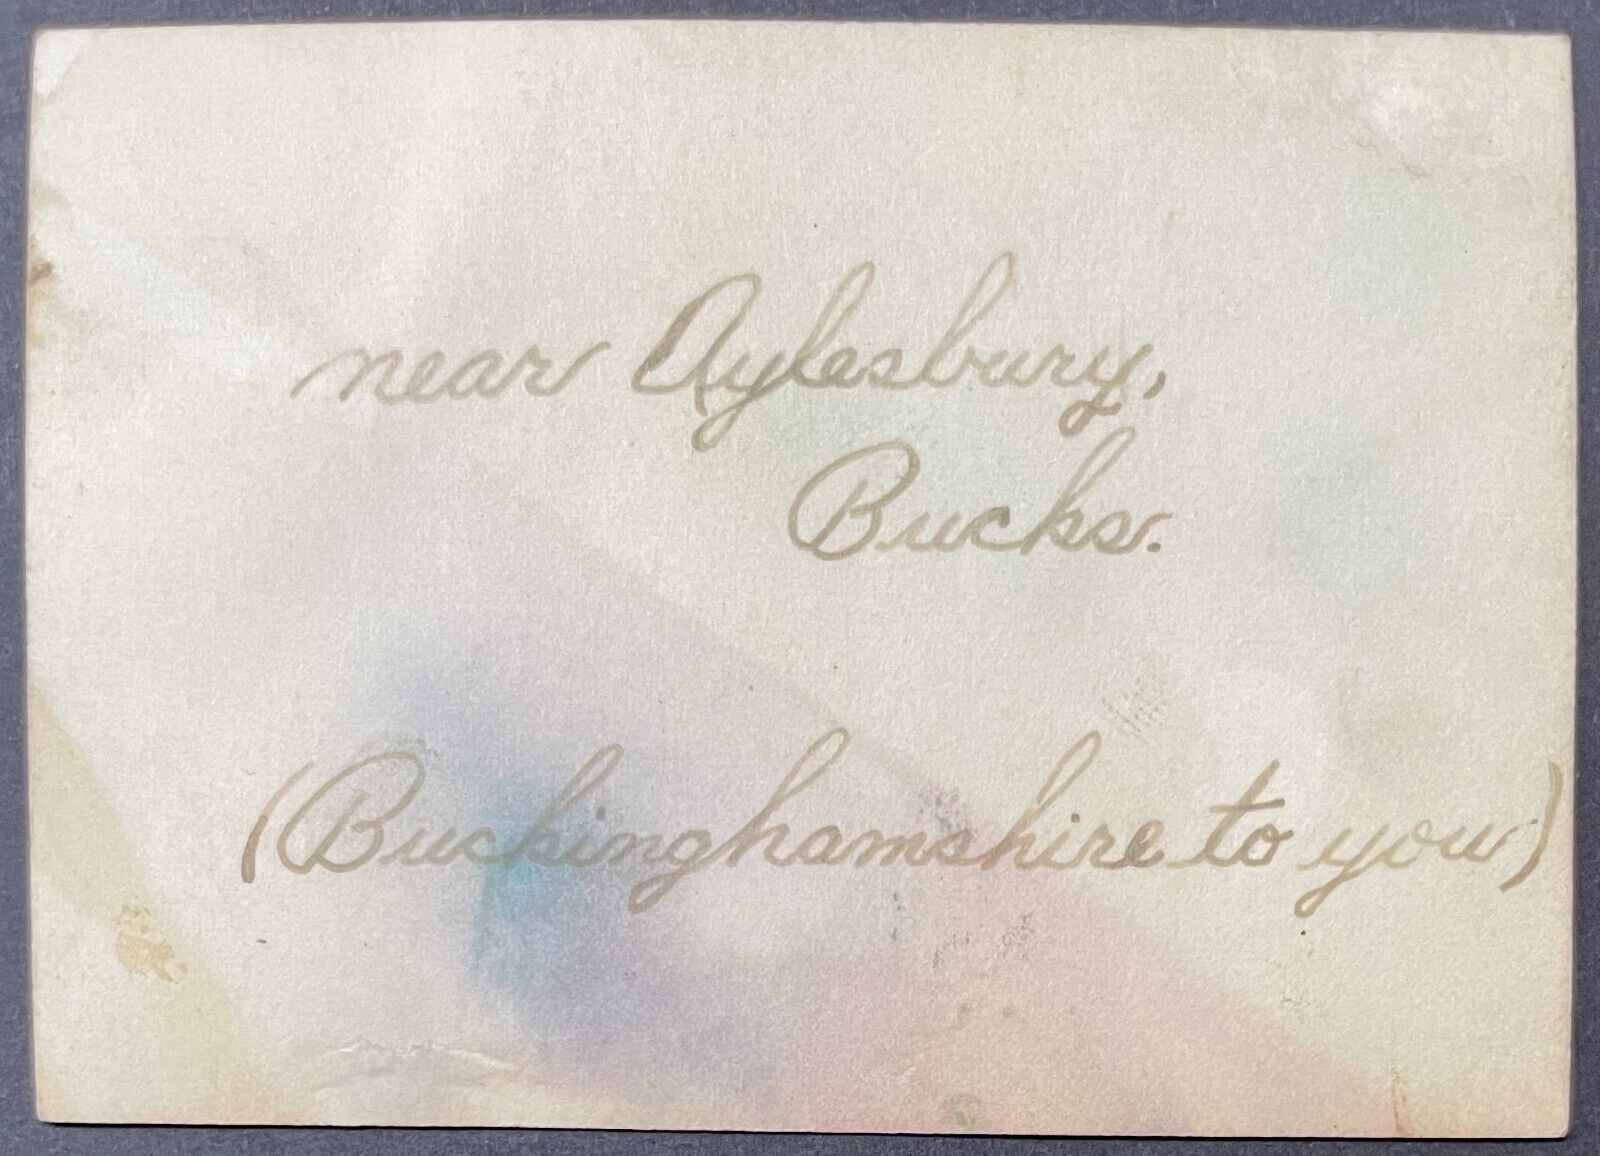 near Aylesbury,
Bucks.
(Buckinghamshire to you)